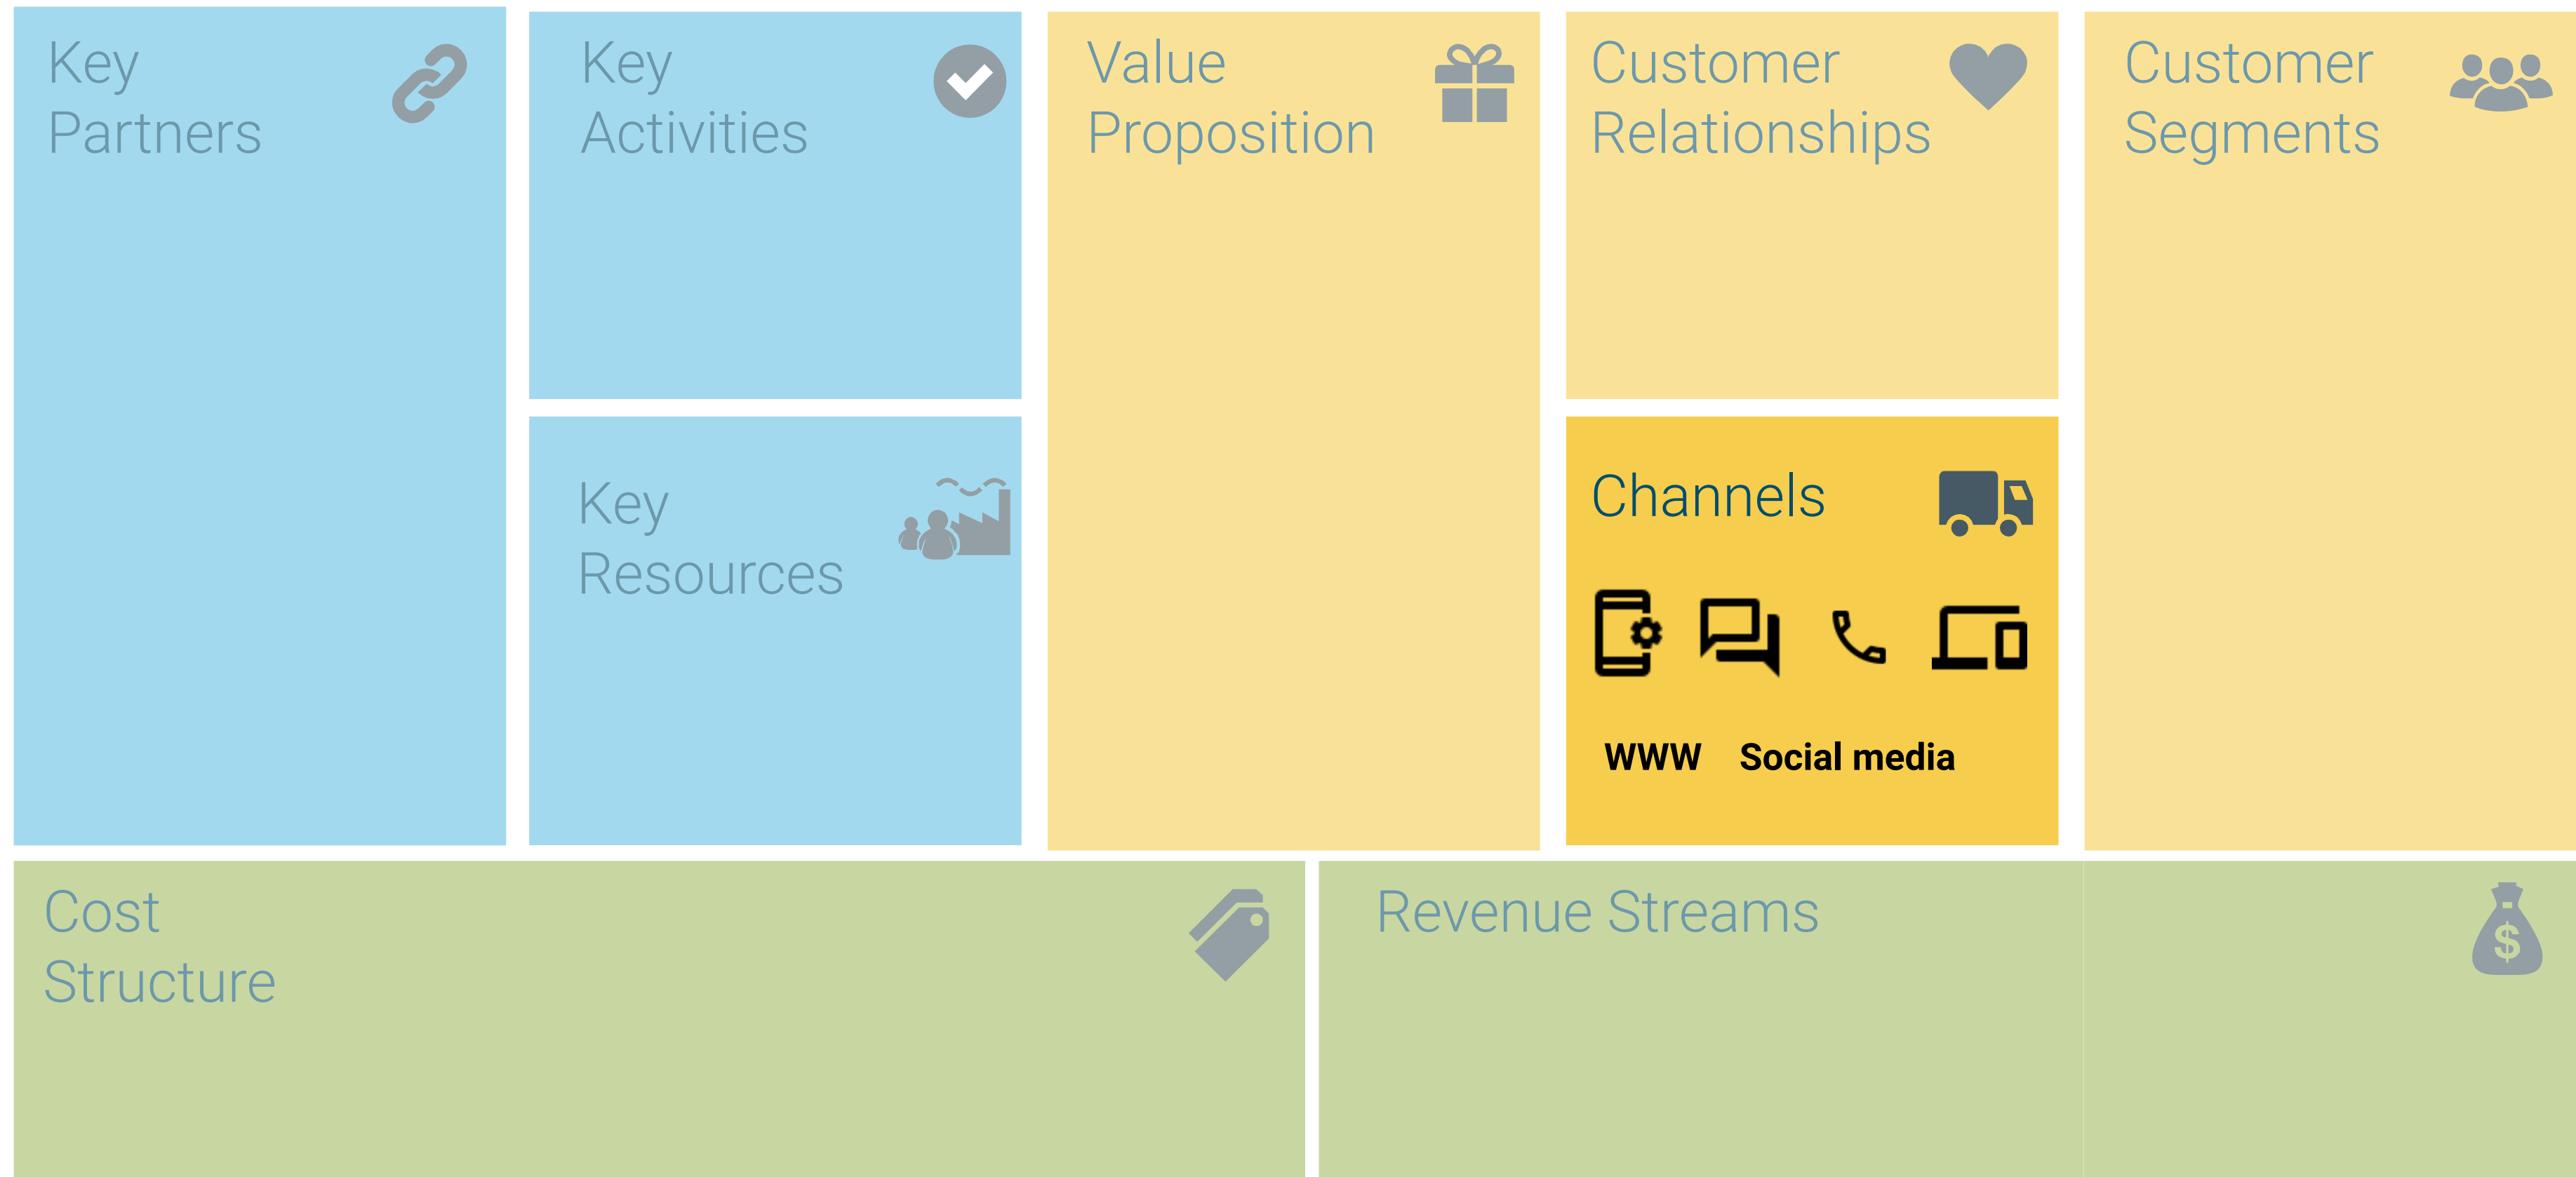 Key
Partners
Key
Activities
Key
Resources
Value
Proposition
Customer
Relationships
Channels
WWW Social media
Customer
Segments
Cost
Structure
Revenue Streams
$